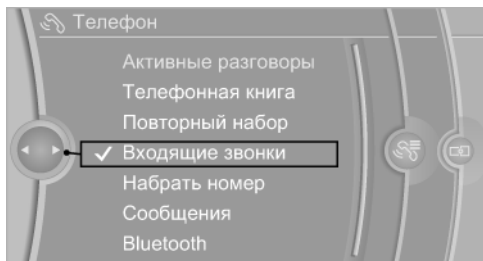 Телефон
Активные разговоры
Телефонная книга
Повторный набор
Входящие звонки
Набрать номер
Сообщения
Bluetooth